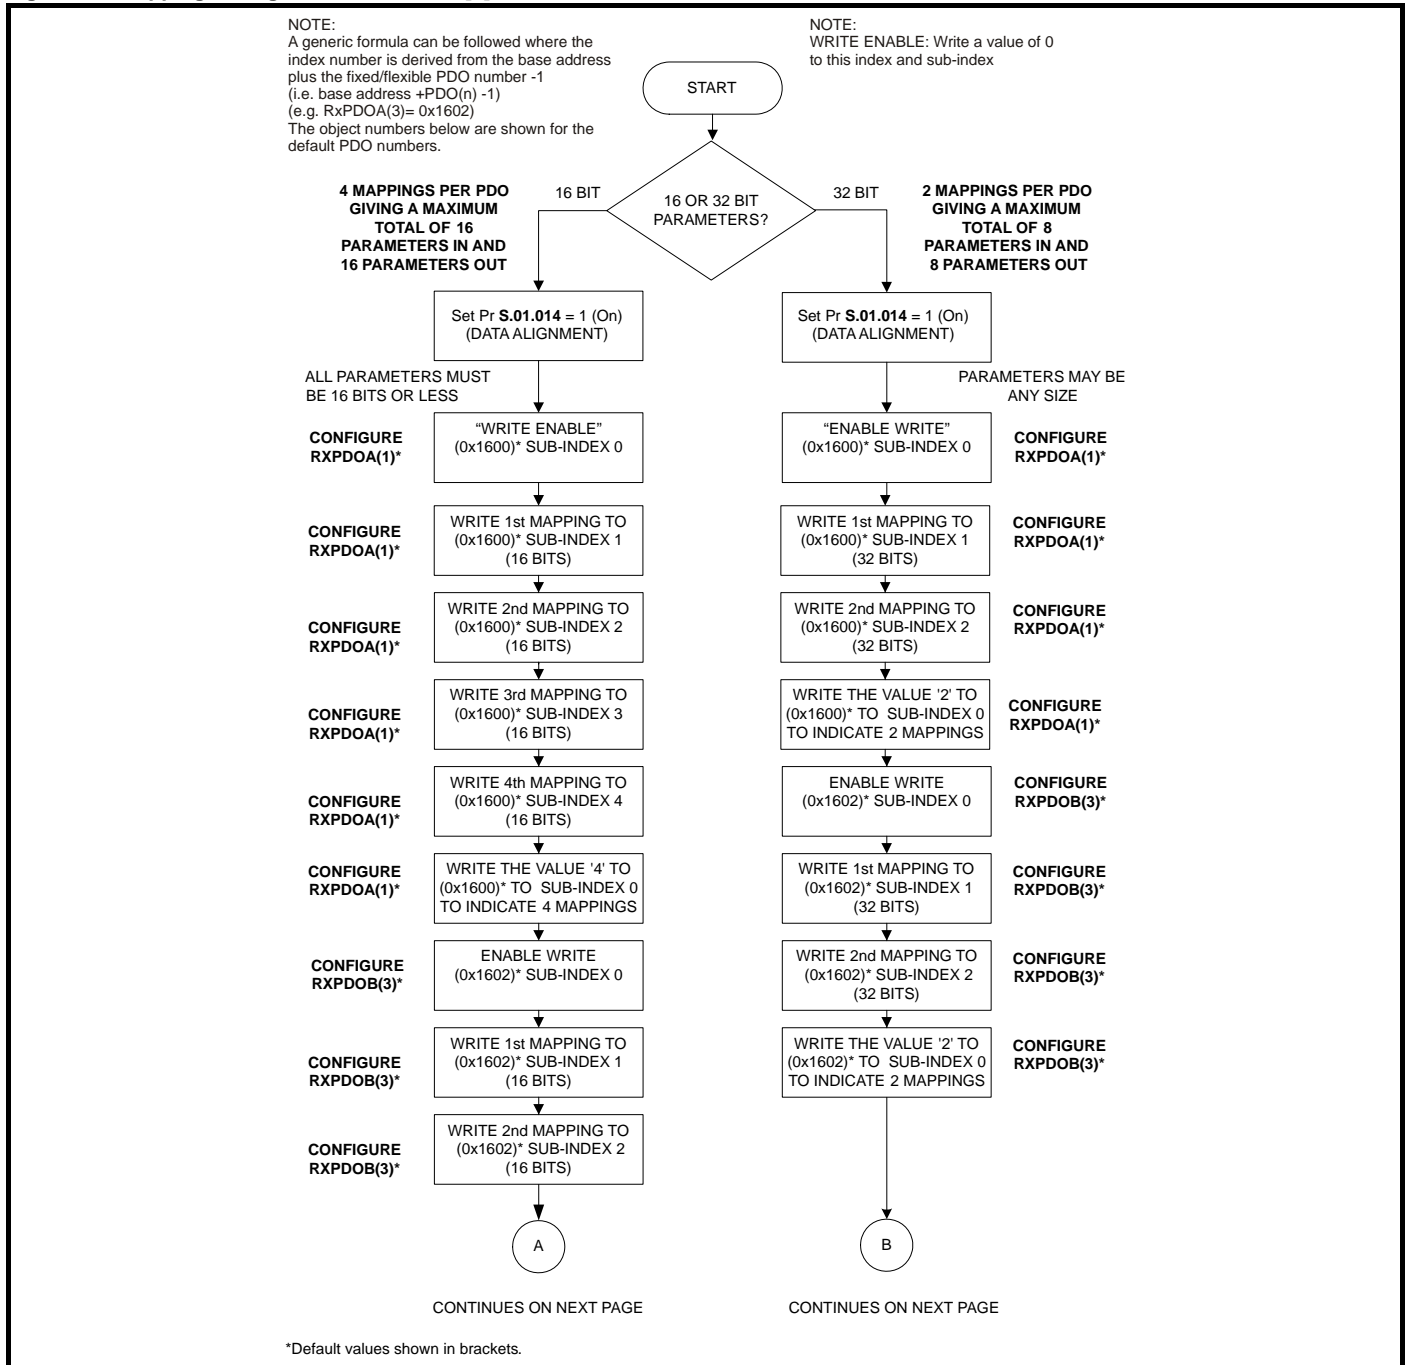 NOTE:
A generic formula can be followed where the
index number is derived from the base address
plus the fixed/flexible PDO number -1
(i.e. base address +PDO(n) -1)
(e.g. RxPDOA(3)= 0x1602)
The object numbers below are shown for the
default PDO numbers.
NOTE:
WRITE ENABLE: Write a value of 0
to this index and sub-index
START
16 OR 32 BIT
PARAMETERS?
16 BIT
32 BIT
4 MAPPINGS PER PDO
GIVING A MAXIMUM
TOTAL OF 16
PARAMETERS IN AND
16 PARAMETERS OUT
2 MAPPINGS PER PDO
GIVING A MAXIMUM
TOTAL OF 8
PARAMETERS IN AND
8 PARAMETERS OUT
Set Pr S.01.014 = 1 (On)
(DATA ALIGNMENT)
ALL PARAMETERS MUST
BE 16 BITS OR LESS
CONFIGURE
RXPDOA(1)*
"WRITE ENABLE"
(0x1600)* SUB-INDEX 0
CONFIGURE
RXPDOA(1)*
WRITE 1st MAPPING TO
(0x1600)* SUB-INDEX 1
(16 BITS)
CONFIGURE
RXPDOA(1)*
WRITE 2nd MAPPING TO
(0x1600)* SUB-INDEX 2
(16 BITS)
CONFIGURE
RXPDOA(1)*
WRITE 3rd MAPPING TO
(0x1600)* SUB-INDEX 3
(16 BITS)
CONFIGURE
RXPDOA(1)*
WRITE 4th MAPPING TO
(0x1600)* SUB-INDEX 4
(16 BITS)
CONFIGURE
RXPDOA(1)*
WRITE THE VALUE '4' TO
(0x1600)* TO SUB-INDEX 0
TO INDICATE 4 MAPPINGS
CONFIGURE
RXPDOB(3)*
ENABLE WRITE
(0x1602)* SUB-INDEX 0
CONFIGURE
RXPDOB(3)*
WRITE 1st MAPPING TO
(0x1602)* SUB-INDEX 1
(16 BITS)
CONFIGURE
RXPDOB(3)*
WRITE 2nd MAPPING TO
(0x1602)* SUB-INDEX 2
(16 BITS)
A
CONTINUES ON NEXT PAGE
Set Pr S.01.014 = 1 (On)
(DATA ALIGNMENT)
PARAMETERS MAY BE
ANY SIZE
"ENABLE WRITE"
(0x1600)* SUB-INDEX 0
CONFIGURE
RXPDOA(1)*
WRITE 1st MAPPING TO
(0x1600)* SUB-INDEX 1
(32 BITS)
CONFIGURE
RXPDOA(1)*
WRITE 2nd MAPPING TO
(0x1600)* SUB-INDEX 2
(32 BITS)
CONFIGURE
RXPDOA(1)*
WRITE THE VALUE '2' TO
(0x1600)* TO SUB-INDEX 0
TO INDICATE 2 MAPPINGS
CONFIGURE
RXPDOA(1)*
ENABLE WRITE
(0x1602)* SUB-INDEX 0
CONFIGURE
RXPDOB(3)*
WRITE 1st MAPPING TO
(0x1602)* SUB-INDEX 1
(32 BITS)
CONFIGURE
RXPDOB(3)*
WRITE 2nd MAPPING TO
(0x1602)* SUB-INDEX 2
(32 BITS)
CONFIGURE
RXPDOB(3)*
WRITE THE VALUE '2' TO
(0x1602)* TO SUB-INDEX 0
TO INDICATE 2 MAPPINGS
CONFIGURE
RXPDOB(3)*
B
CONTINUES ON NEXT PAGE
*Default values shown in brackets.